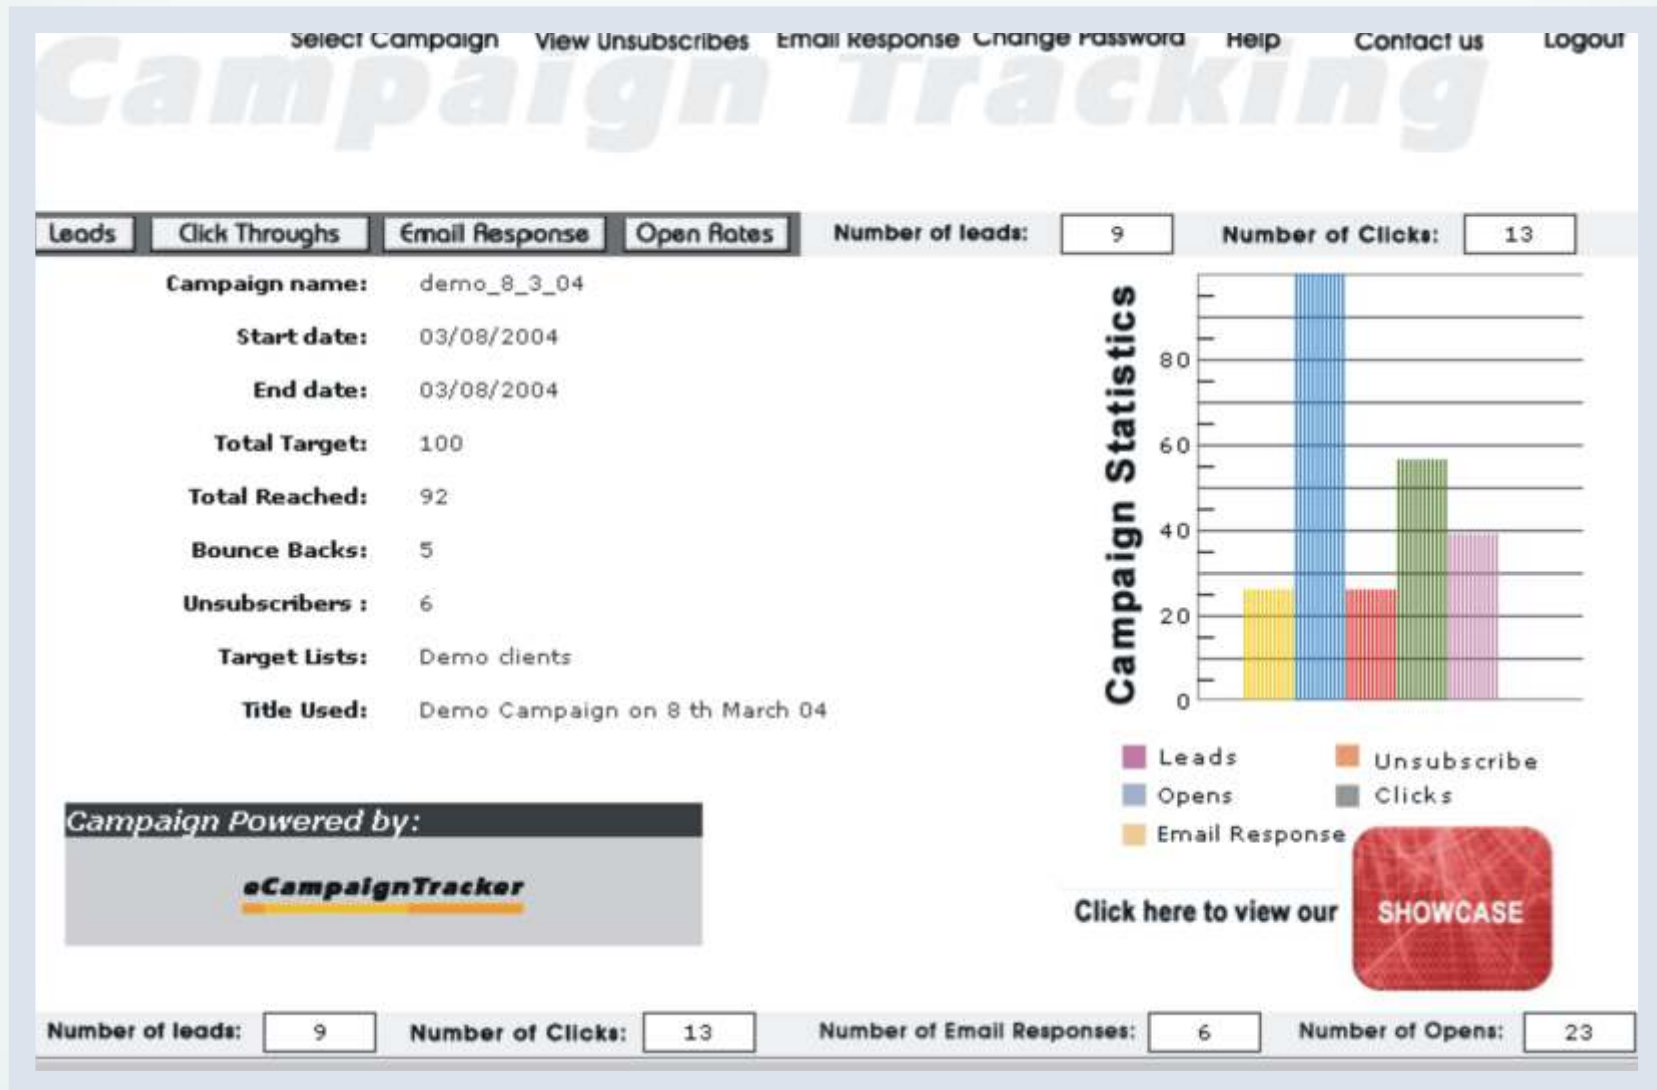 Select Campaign View Unsubscribes Email Response Change Password Help Contact us Logout
Campaign Tracking
Leads Click Throughs Email Response Open Rates Number of leads: 9 Number of Clicks: 13
Campaign name: demo_8_3_04
Start date: 03/08/2004
End date: 03/08/2004
Total Target: 100
Total Reached: 92
Bounce Backs: 5
Unsubscribers : 6
Target Lists: Demo clients
Title Used: Demo Campaign on 8 th March 04
Campaign Statistics
80
60
40
20
0
Leads Unsubscribe
Opens Clicks
Email Response
Campaign Powered by:
eCampaignTracker
Click here to view our SHOWCASE
Number of leads: 9 Number of Clicks: 13 Number of Email Responses: 6 Number of Opens: 23